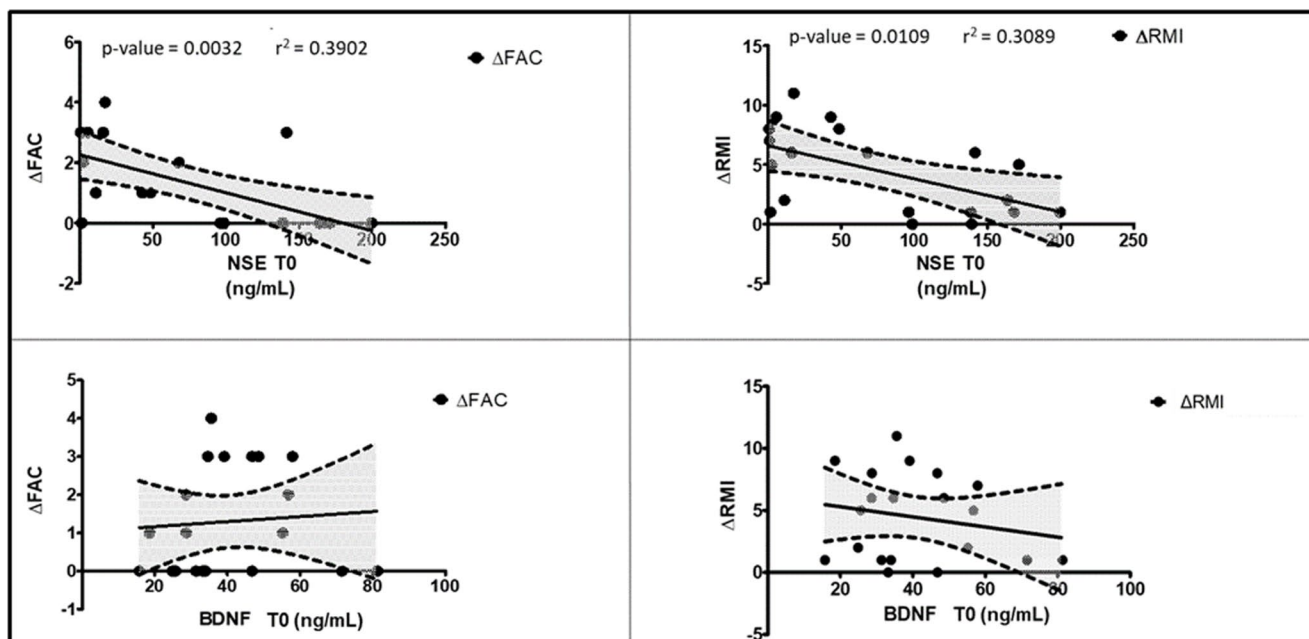 p-value = 0.0032 r² = 0.3902
ΔFAC
6
4
2
0
-2
ΔFAC
50
100
150
200
250
NSE T0
(ng/mL)
p-value = 0.0109 r² = 0.3089
ΔRMI
15
10
5
0
-5
ΔRMI
50
100
150
200
250
NSE T0
(ng/mL)
ΔFAC
5
4
3
2
1
0
-1
ΔFAC
20
40
60
80
100
BDNF T0 (ng/mL)
ΔRMI
15
10
5
0
-5
ΔRMI
20
40
60
80
100
BDNF T0 (ng/mL)